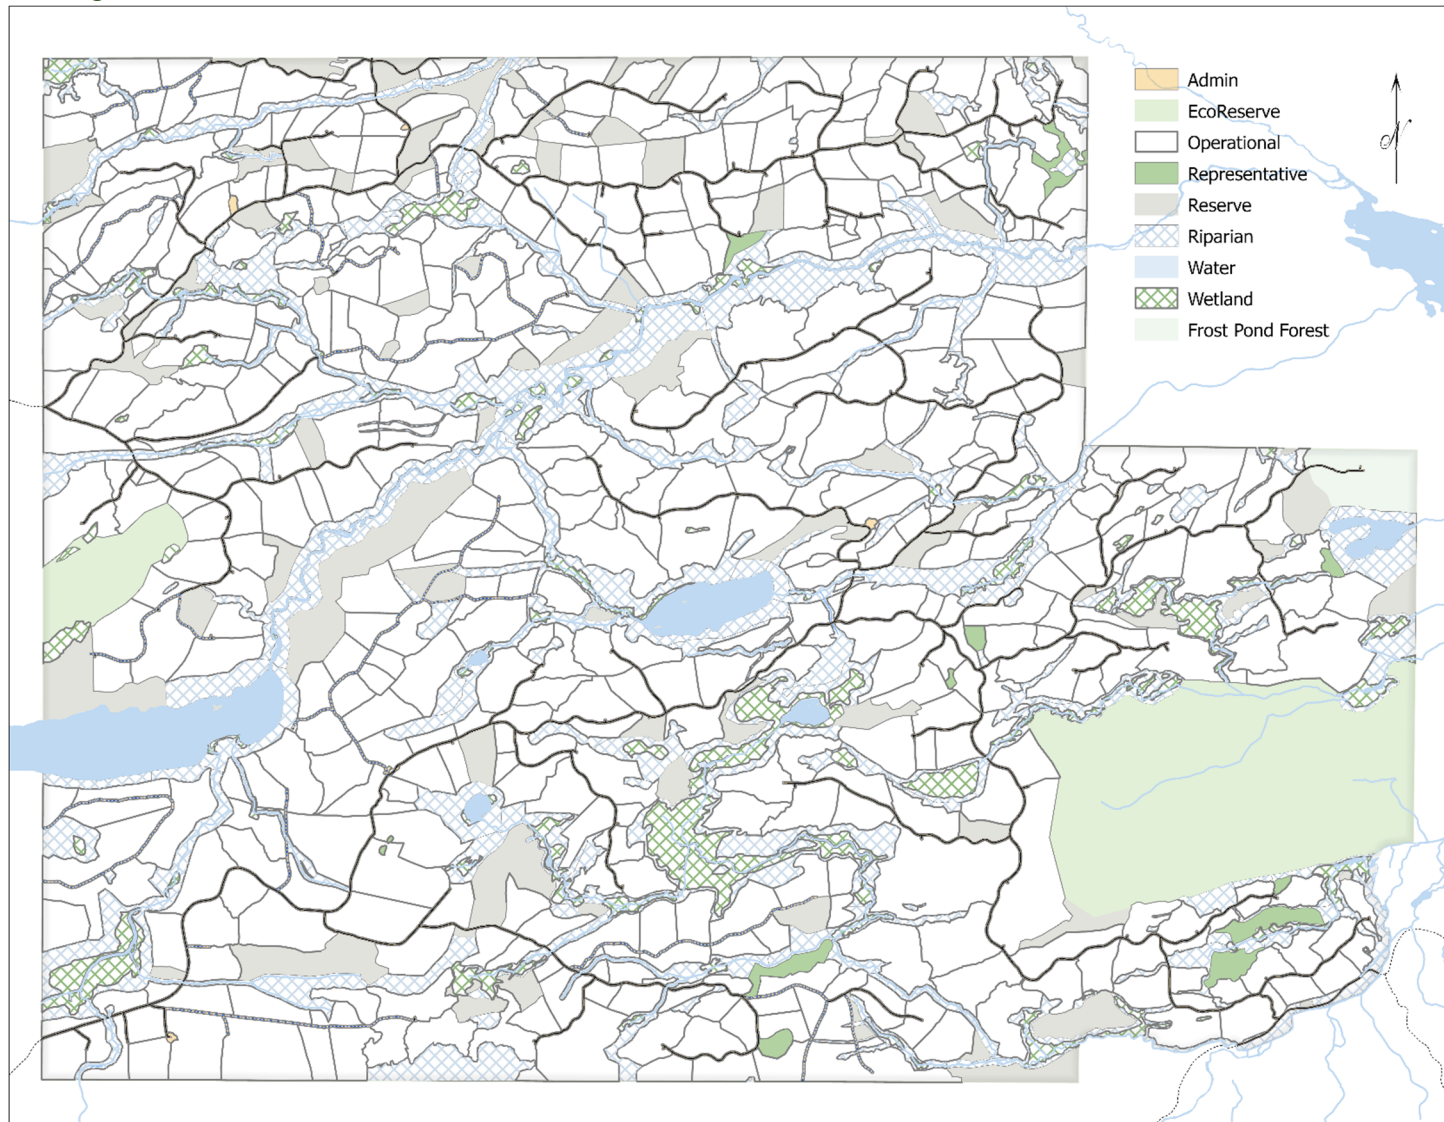 Admin
EcoReserve
Operational
Representative
Reserve
Riparian
Water
Wetland
Frost Pond Forest
N